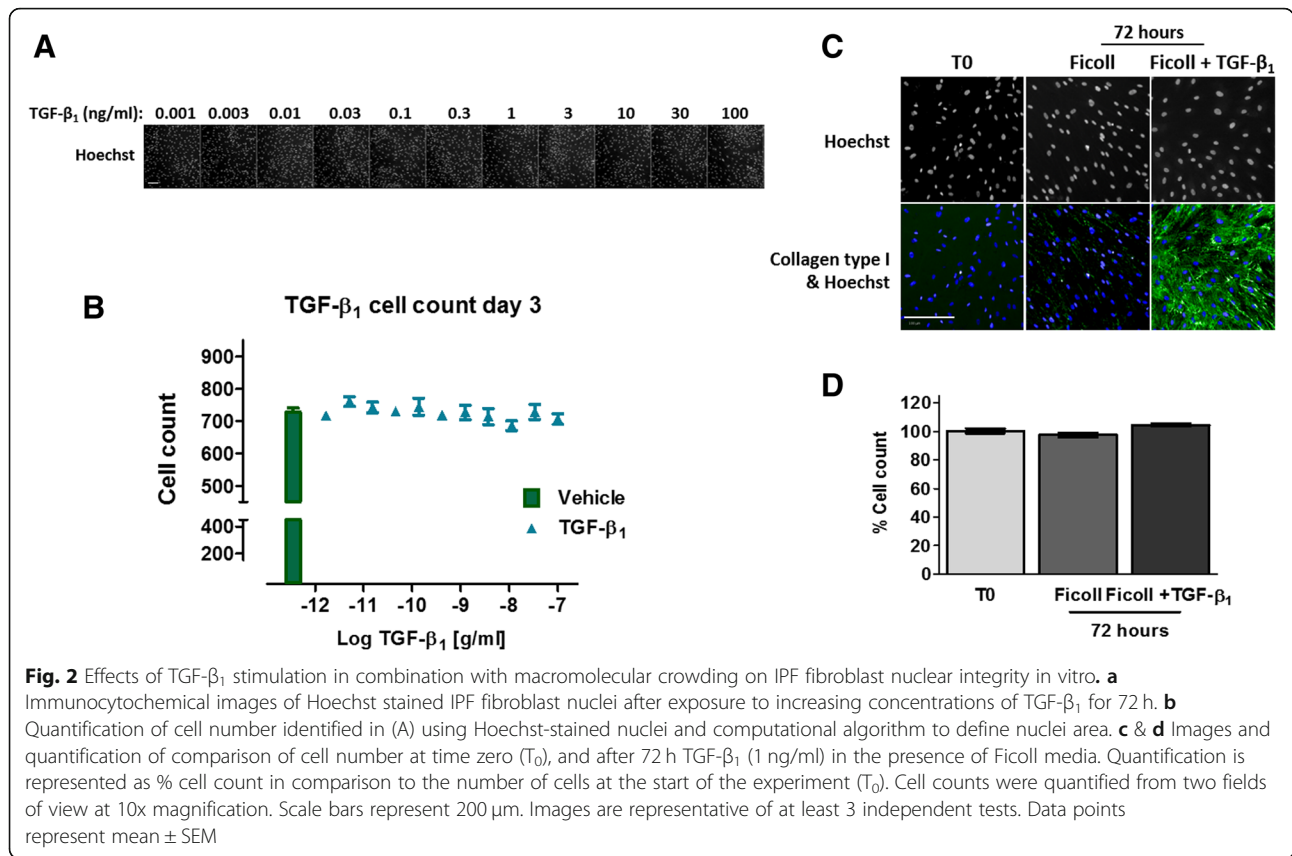 A
TGF-β₁ (ng/ml): 0.001 0.003 0.01 0.03 0.1 0.3 1 3 10 30 100
Hoechst
B
TGF-β₁ cell count day 3
Cell count
900
800
700
600
500
400
200
Vehicle
TGF-β₁
-12 -11 -10 -9 -8 -7
Log TGF-β₁ [g/ml]
C
72 hours
T0 Ficoll Ficoll + TGF-β₁
Hoechst
Collagen type I
& Hoechst
D
% Cell count
120
100
80
60
40
20
0
T0 Ficoll Ficoll +TGF-β₁
72 hours
Fig. 2 Effects of TGF-β₁ stimulation in combination with macromolecular crowding on IPF fibroblast nuclear integrity in vitro. a
Immunocytochemical images of Hoechst stained IPF fibroblast nuclei after exposure to increasing concentrations of TGF-β₁ for 72 h. b
Quantification of cell number identified in (A) using Hoechst-stained nuclei and computational algorithm to define nuclei area. c & d Images and
quantification of comparison of cell number at time zero (T₀), and after 72 h TGF-β₁ (1 ng/ml) in the presence of Ficoll media. Quantification is
represented as % cell count in comparison to the number of cells at the start of the experiment (T₀). Cell counts were quantified from two fields
of view at 10x magnification. Scale bars represent 200 μm. Images are representative of at least 3 independent tests. Data points
represent mean ± SEM